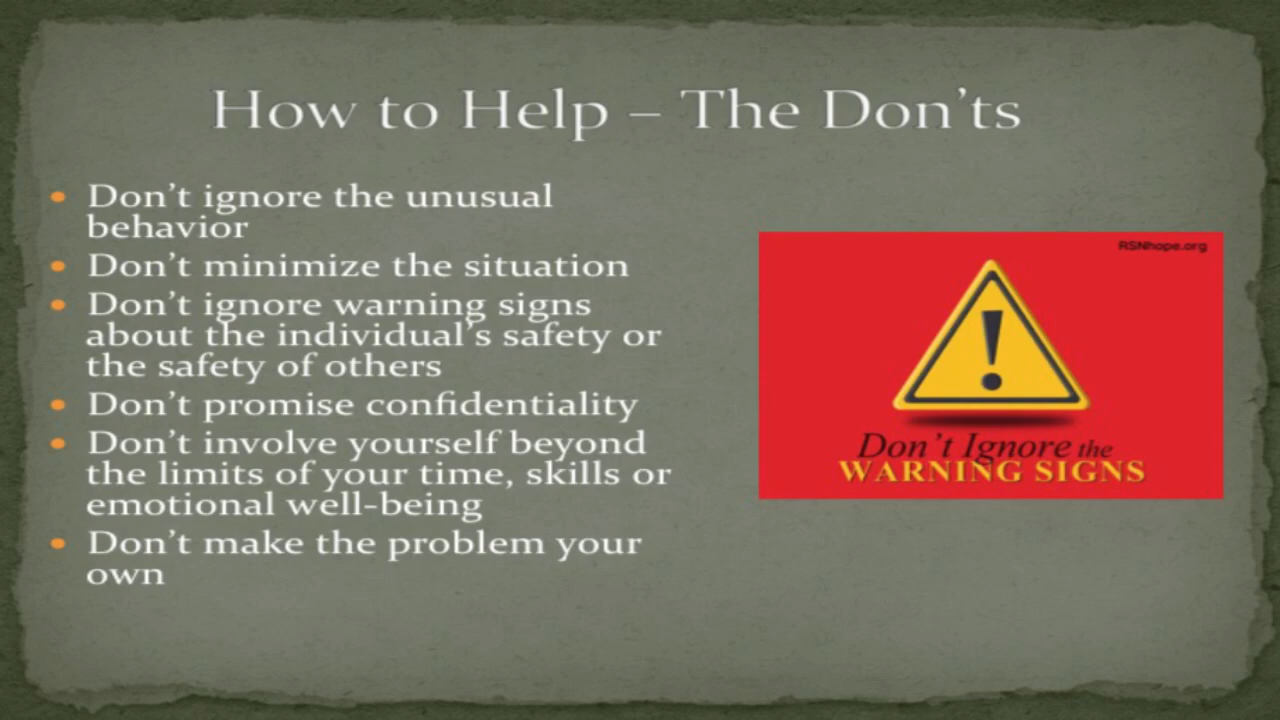 How to Help – The Don'ts
• Don't ignore the unusual
behavior
• Don't minimize the situation
• Don't ignore warning signs
about the individual's safety or
the safety of others
• Don't promise confidentiality
• Don't involve yourself beyond
the limits of your time, skills or
emotional well-being
• Don't make the problem your
own
RSNhope.org
!
Don't Ignore the
WARNING SIGNS